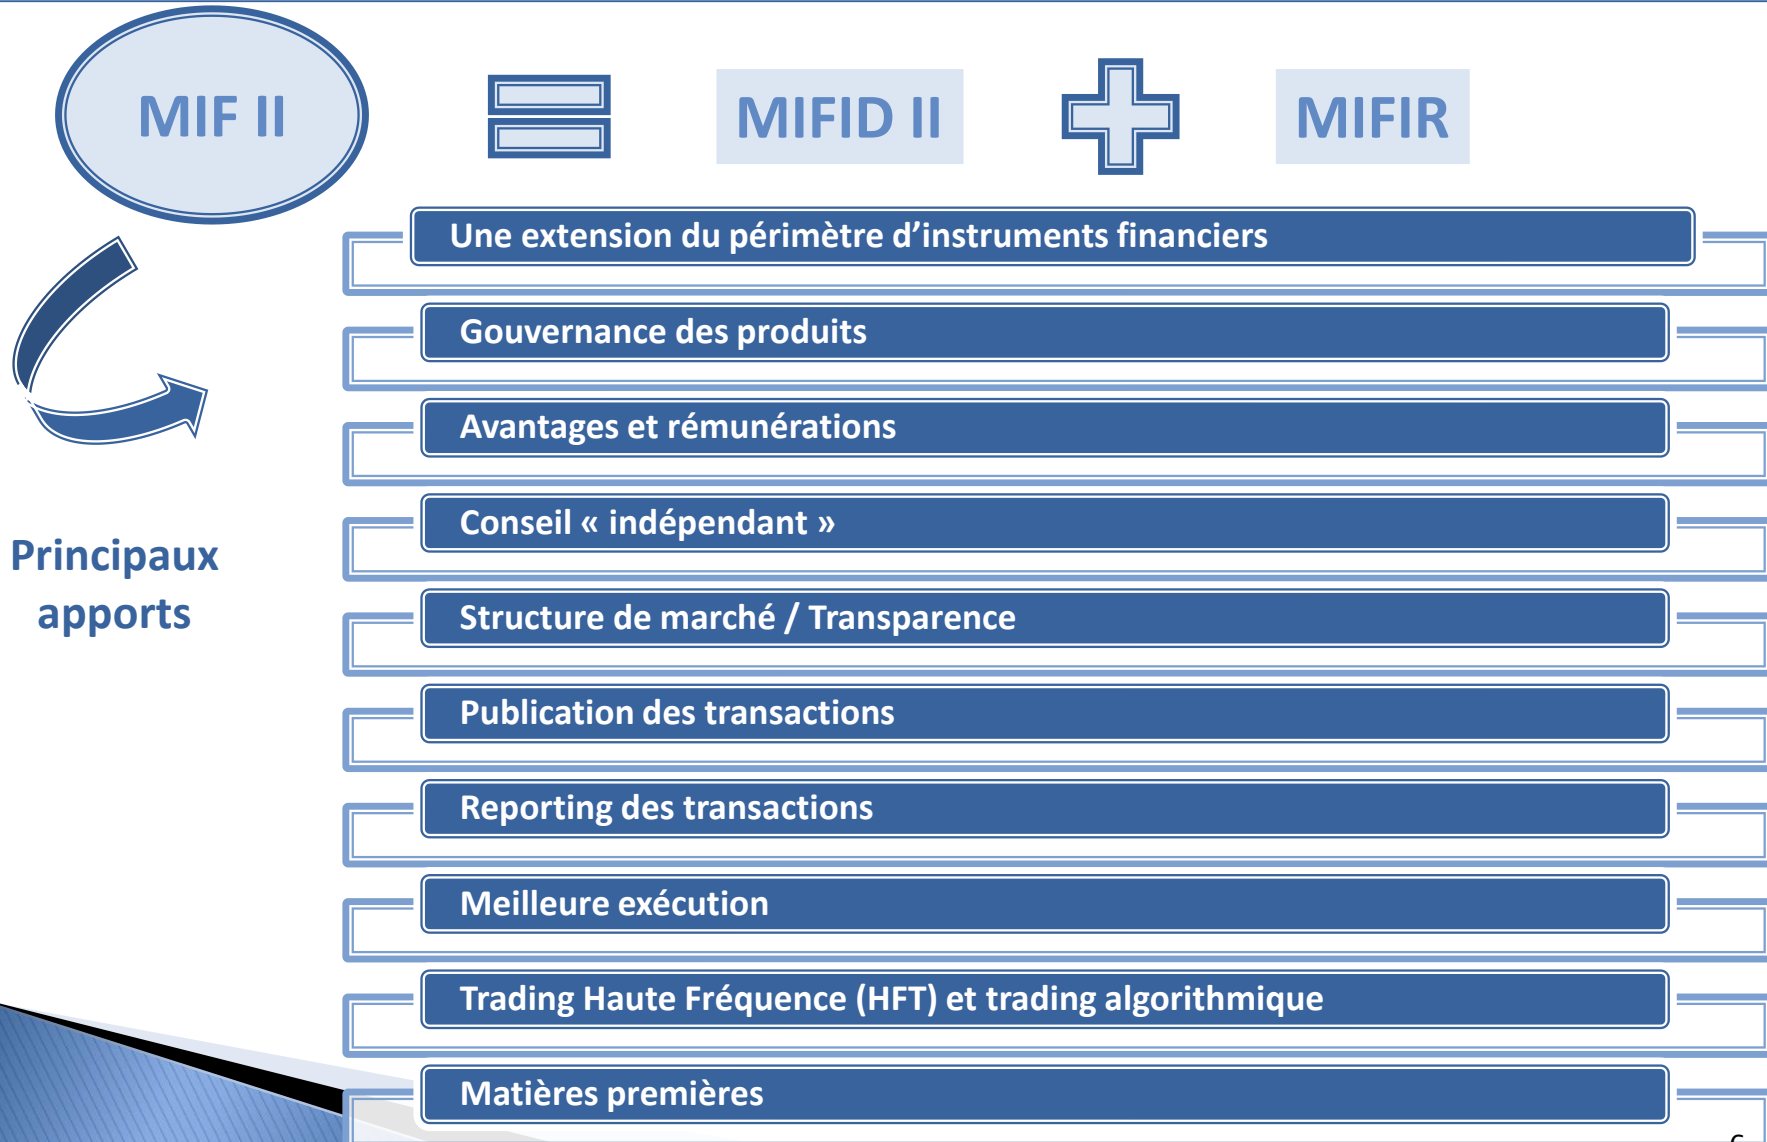 MIF II
MIFID II
MIFIR
Une extension du périmètre d’instruments financiers
Gouvernance des produits
Avantages et rémunérations
Conseil « indépendant »
Principaux
apports
Structure de marché / Transparence
Publication des transactions
Reporting des transactions
Meilleure exécution
Trading Haute Fréquence (HFT) et trading algorithmique
Matières premières